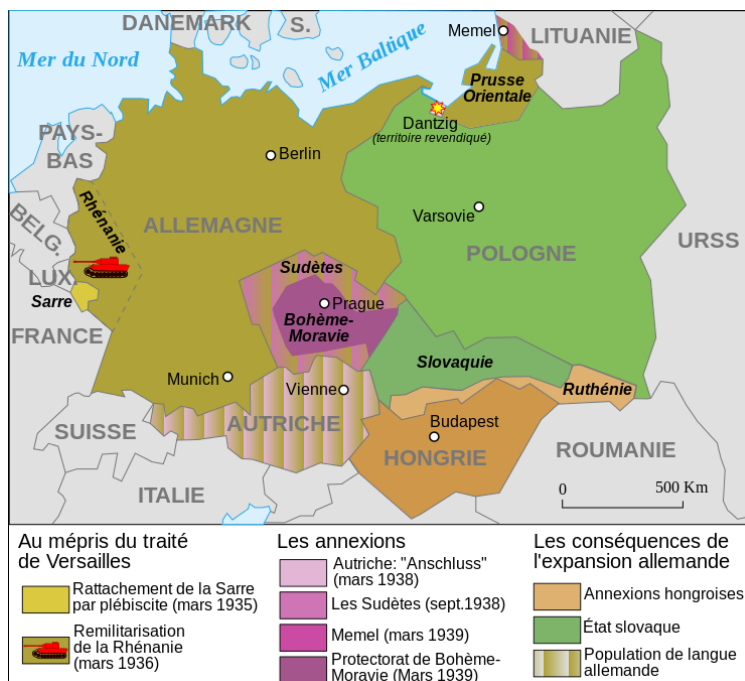 DANEMARK
S.
Mer du Nord
Mer Baltique
Memel
LITUANIE
Prusse
Orientale
PAYS-
BAS
Dantzig
(territoire revendiqué)
Berlin
Rhénanie
BELG.
ALLEMAGNE
Varsovie
POLOGNE
URSS
LUX.
Sarre
Sudètes
Prague
Bohème-
Moravie
FRANCE
Slovaquie
Munich
Vienne
Ruthénie
SUISSE
AUTRICHE
Budapest
HONGRIE
ROUMANIE
ITALIE
0
500 Km
Au mépris du traité
de Versailles
Rattachement de la Sarre
par plébiscite (mars 1935)
Remilitarisation
de la Rhénanie
(mars 1936)
Les annexions
Autriche: "Anschluss"
(mars 1938)
Les Sudètes (sept.1938)
Memel (mars 1939)
Protectorat de Bohème-
Moravie (Mars 1939)
Les conséquences de
l'expansion allemande
Annexions hongroises
État slovaque
Population de langue
allemande